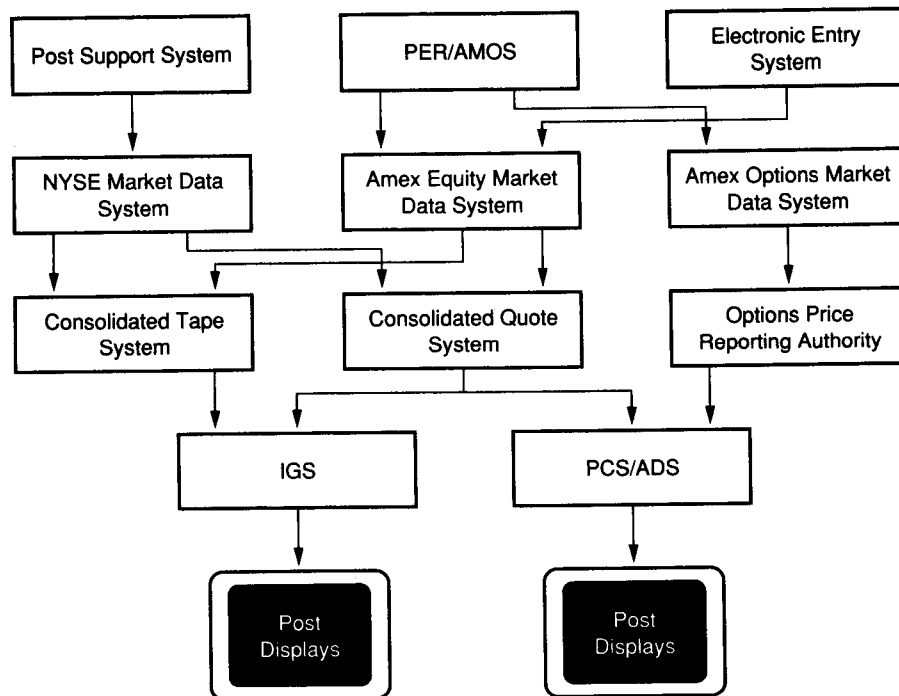 Post Support System
PER/AMOS
Electronic Entry
System
NYSE Market Data
System
Amex Equity Market
Data System
Amex Options Market
Data System
Consolidated Tape
System
Consolidated Quote
System
Options Price
Reporting Authority
IGS
PCS/ADS
Post
Displays
Post
Displays